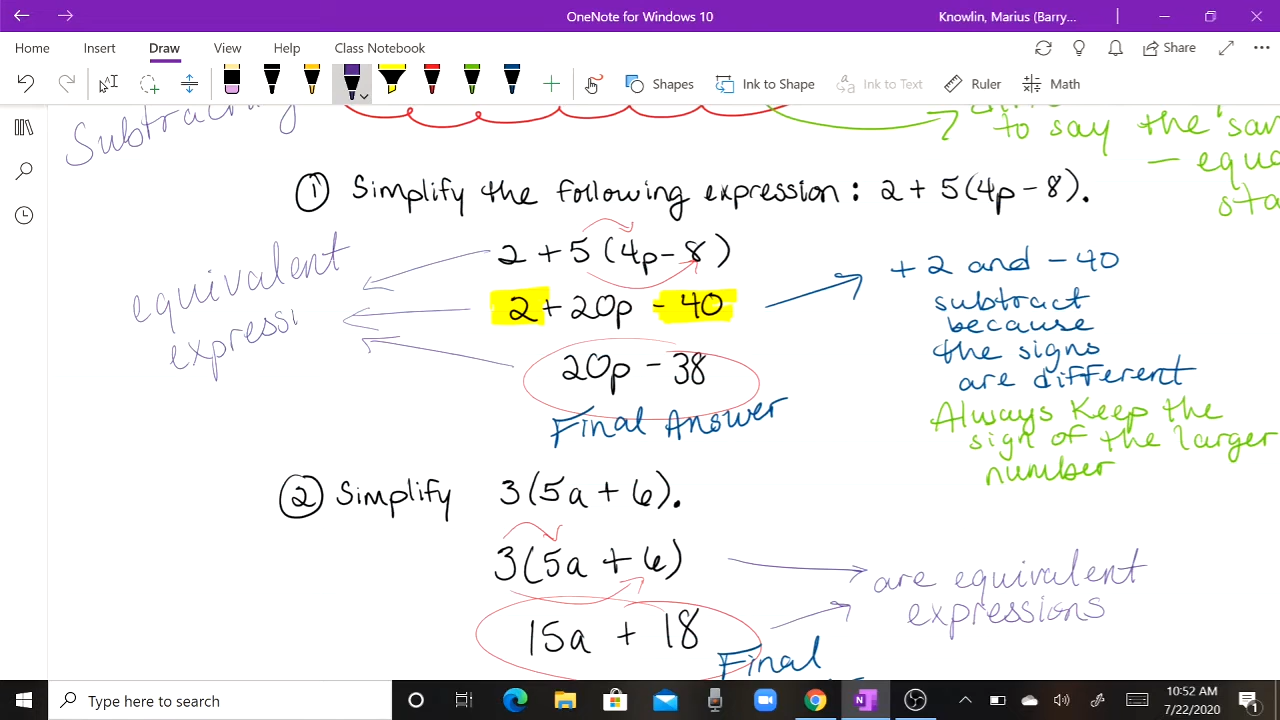 OneNote for Windows 10
Knowlin, Marius (Barry...
Home Insert Draw View Help Class Notebook
Share
Shapes Ink to Shape Ink to Text Ruler Math
Subtracting
to say the
① Simplify the following expression : 2 + 5(4p - 8).
2 + 5(4p - 8)
2 + 20p - 40
20p - 38
Final Answer
equivalent
expressi
+2 and -40
subtract
because
the signs
are different
Always keep the
sign of the larger
number
② Simplify 3(5a + 6).
3(5a + 6)
15a + 18
Final
are equivalent
expressions
Type here to search
10:52 AM
7/22/2020